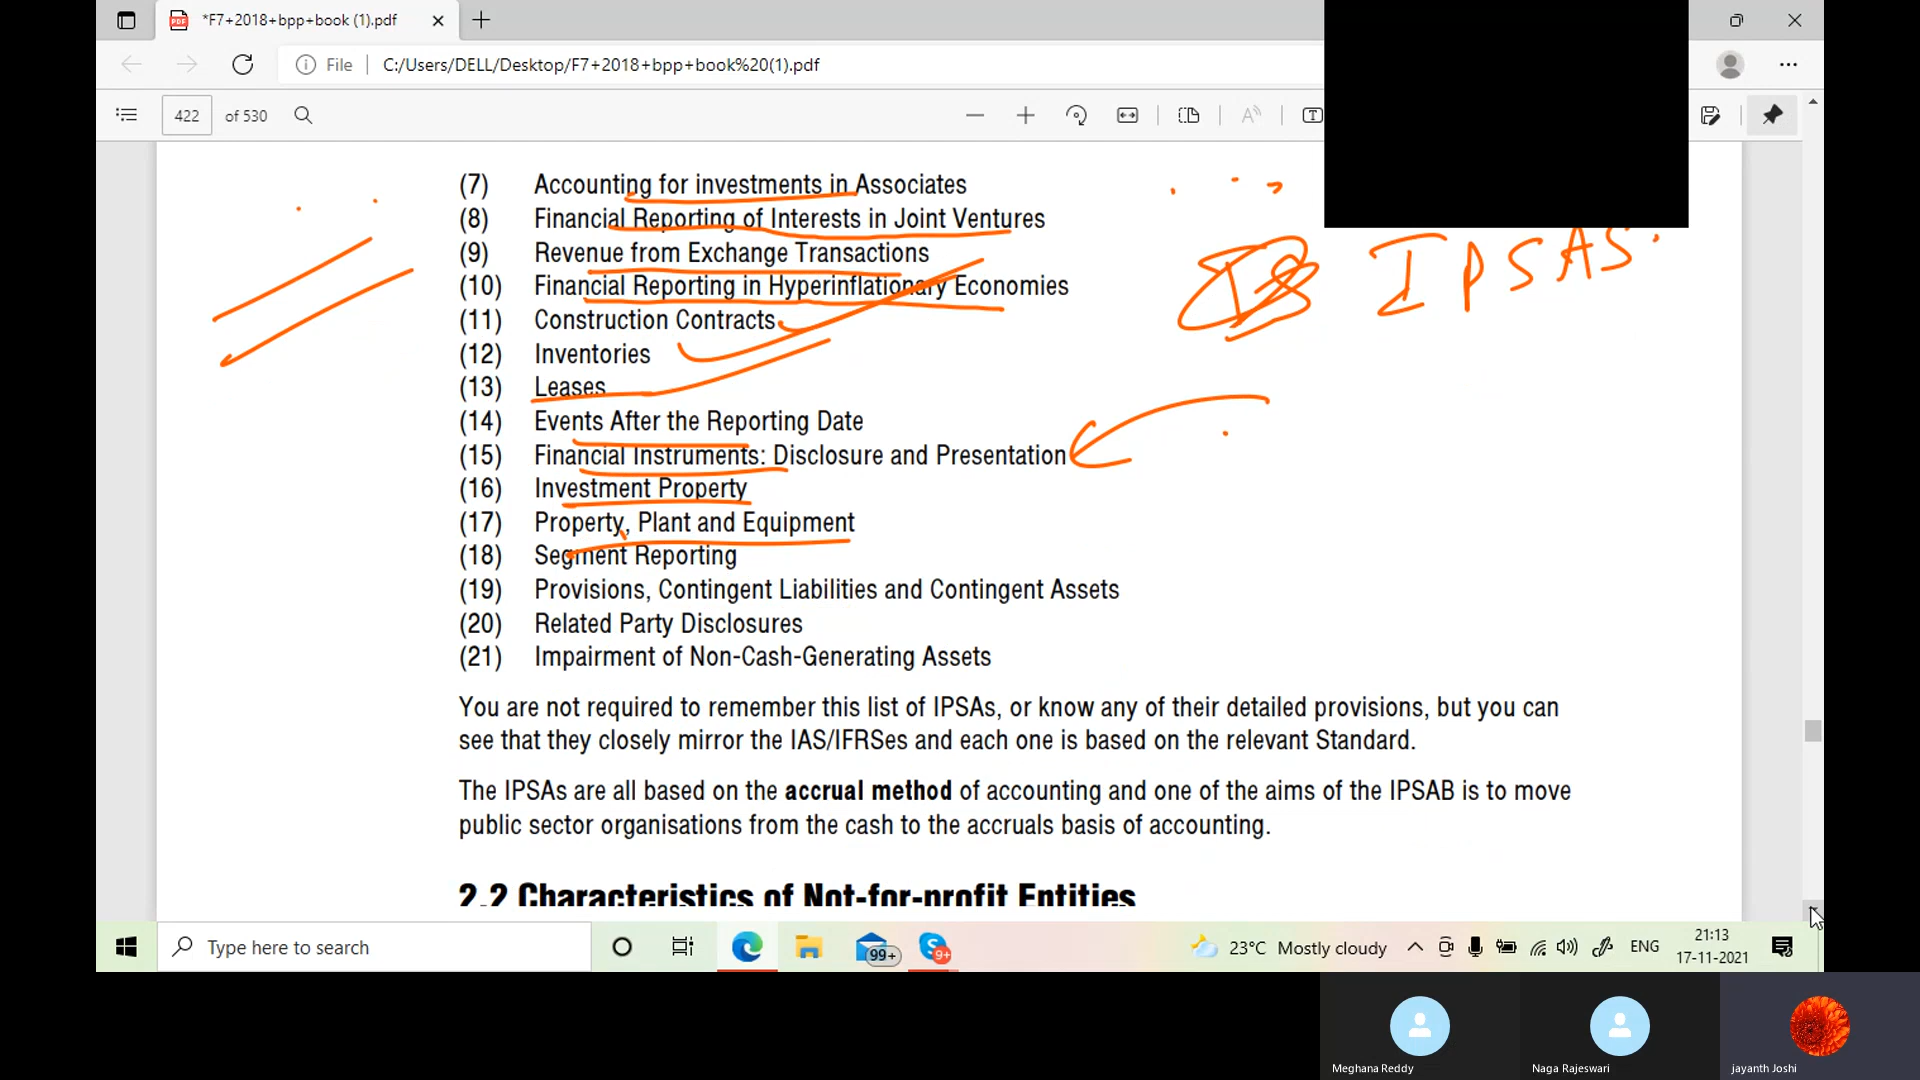 *F7+2018+bpp+book (1).pdf
File
C:/Users/DELL/Desktop/F7+2018+bpp+book%20(1).pdf
422 of 530
(7) Accounting for investments in Associates
(8) Financial Reporting of Interests in Joint Ventures
(9) Revenue from Exchange Transactions
(10) Financial Reporting in Hyperinflationary Economies
IPSAS.
(11) Construction Contracts
(12) Inventories
(13) Leases
(14) Events After the Reporting Date
(15) Financial Instruments: Disclosure and Presentation
(16) Investment Property
(17) Property, Plant and Equipment
(18) Segment Reporting
(19) Provisions, Contingent Liabilities and Contingent Assets
(20) Related Party Disclosures
(21) Impairment of Non-Cash-Generating Assets
You are not required to remember this list of IPSAs, or know any of their detailed provisions, but you can
see that they closely mirror the IAS/IFRSes and each one is based on the relevant Standard.
The IPSAs are all based on the accrual method of accounting and one of the aims of the IPSAB is to move
public sector organisations from the cash to the accruals basis of accounting.
2.2 Characteristics of Not-for-profit Entities
Type here to search
99+
9+
23°C Mostly cloudy
ENG
21:13
17-11-2021
Meghana Reddy
Naga Rajeswari
jayanth Joshi